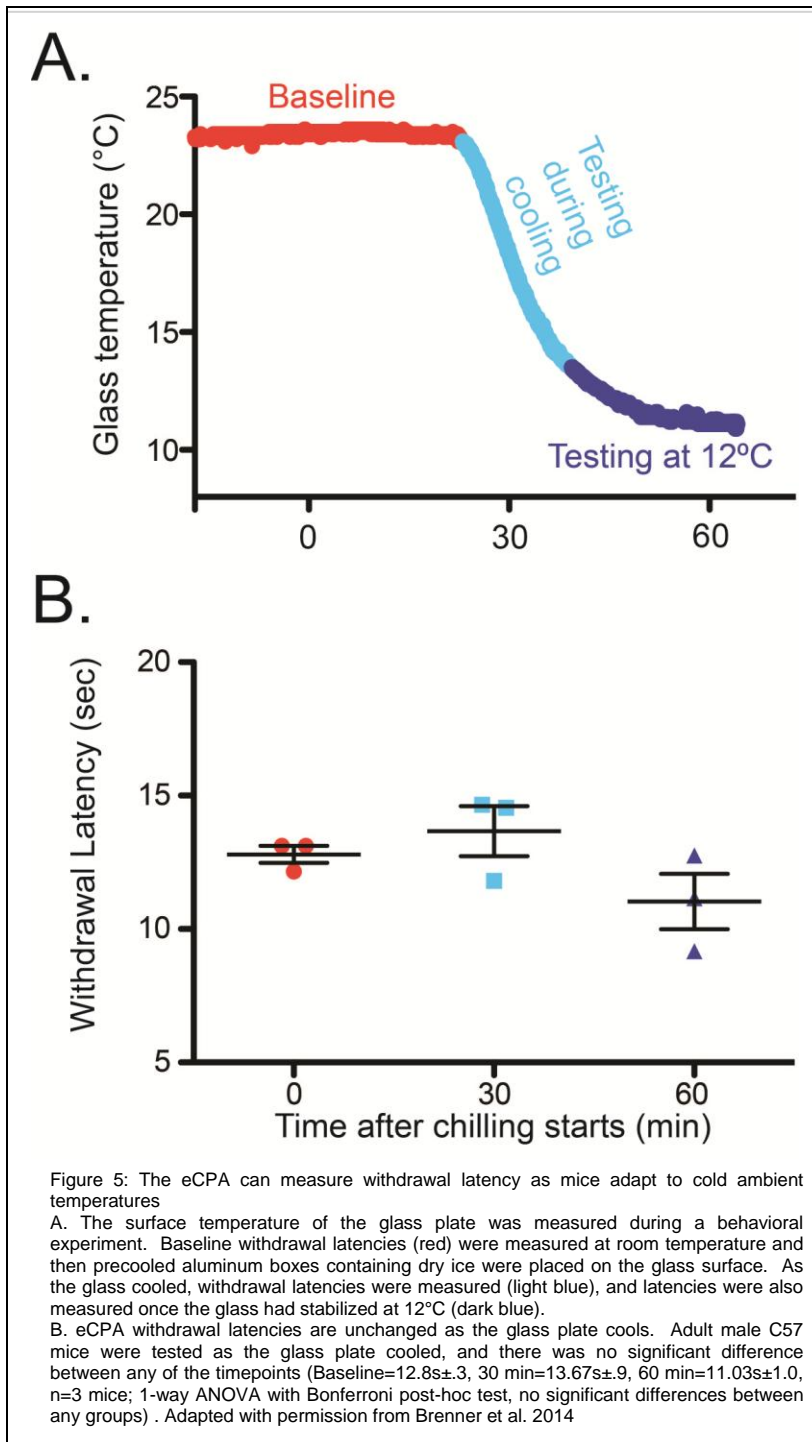 A.
25
20
15
10
Glass temperature (°C)
Baseline
Testing
during
cooling
Testing at 12ºC
0 30 60
B.
20
15
10
5
Withdrawal Latency (sec)
0 30 60
Time after chilling starts (min)
Figure 5: The eCPA can measure withdrawal latency as mice adapt to cold ambient
temperatures
A. The surface temperature of the glass plate was measured during a behavioral
experiment. Baseline withdrawal latencies (red) were measured at room temperature and
then precooled aluminum boxes containing dry ice were placed on the glass surface. As
the glass cooled, withdrawal latencies were measured (light blue), and latencies were also
measured once the glass had stabilized at 12°C (dark blue).
B. eCPA withdrawal latencies are unchanged as the glass plate cools. Adult male C57
mice were tested as the glass plate cooled, and there was no significant difference
between any of the timepoints (Baseline=12.8s±.3, 30 min=13.67s±.9, 60 min=11.03s±1.0,
n=3 mice; 1-way ANOVA with Bonferroni post-hoc test, no significant differences between
any groups) . Adapted with permission from Brenner et al. 2014